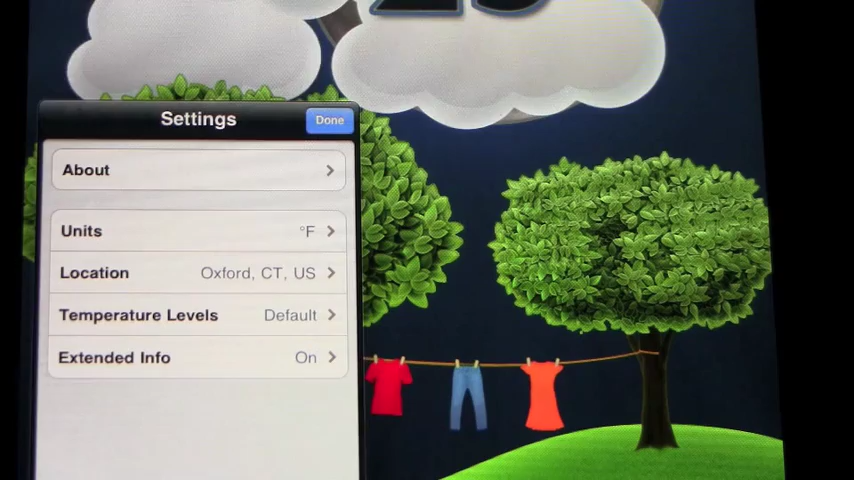 Settings
Done
About
Units °F
Location Oxford, CT, US
Temperature Levels Default
Extended Info On